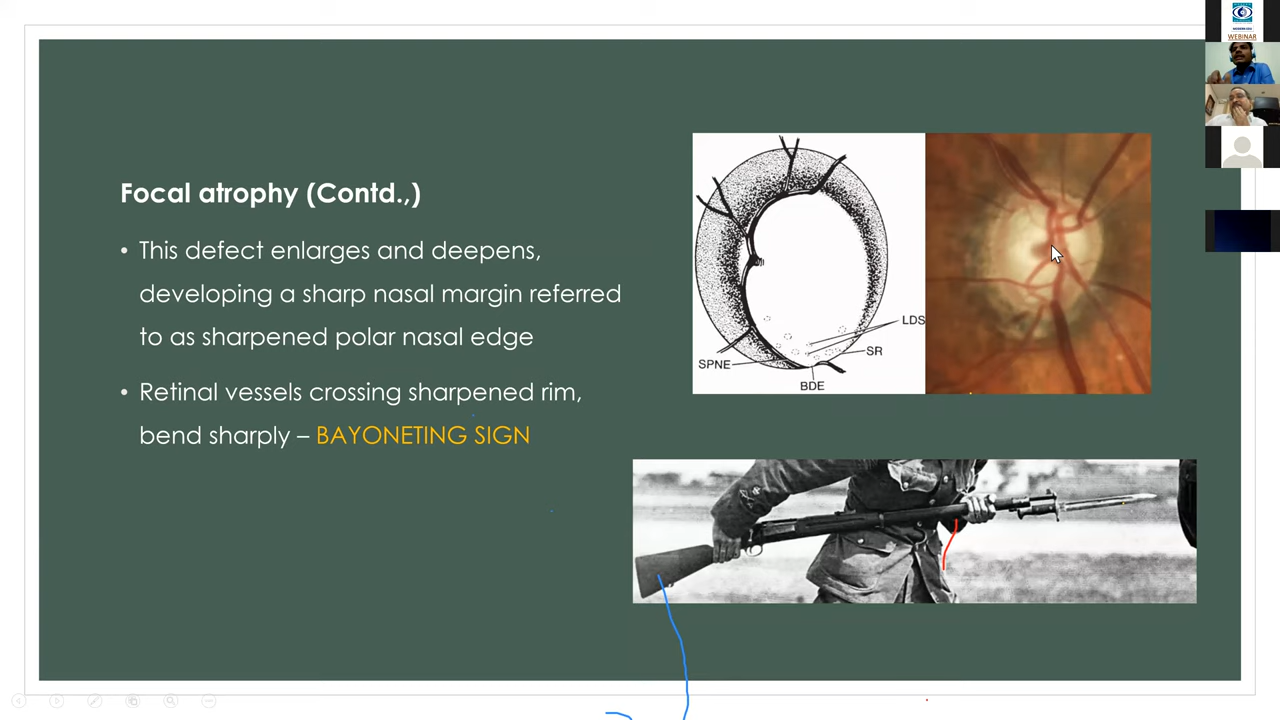 Focal atrophy (Contd.,)
• This defect enlarges and deepens,
developing a sharp nasal margin referred
to as sharpened polar nasal edge
• Retinal vessels crossing sharpened rim,
bend sharply – BAYONETING SIGN
LDS
SR
SPNE
BDE
WEBINAR